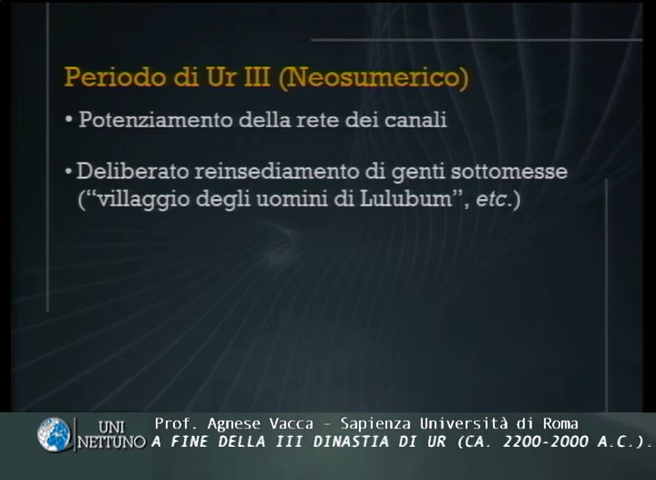 Periodo di Ur III (Neosumerico)
• Potenziamento della rete dei canali
• Deliberato reinsediamento di genti sottomesse
(“villaggio degli uomini di Lulubum”, etc.)
UNI
NETTUNO
Prof. Agnese Vacca - Sapienza Università di Roma
A FINE DELLA III DINASTIA DI UR (CA. 2200-2000 A.C.).